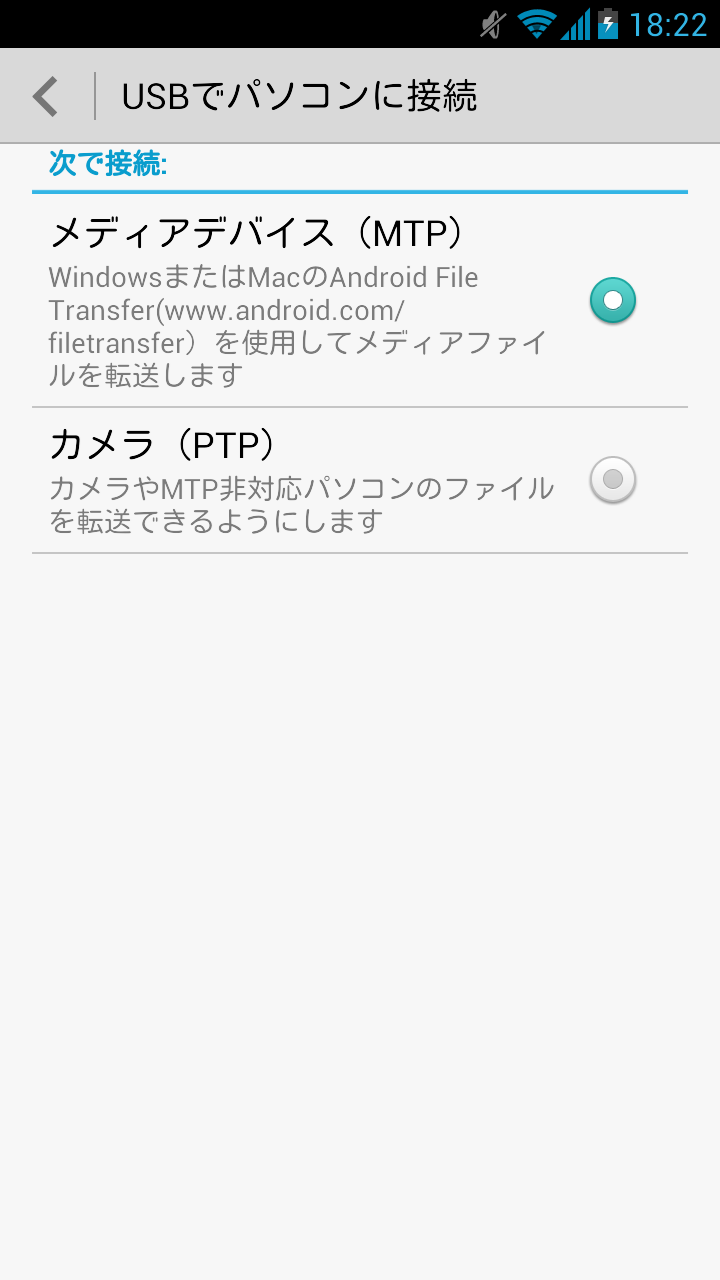 18:22
USBでパソコンに接続
次で接続:
メディアデバイス（MTP）
WindowsまたはMacのAndroid File
Transfer(www.android.com/
filetransfer）を使用してメディアファイ
ルを転送します
カメラ（PTP）
カメラやMTP非対応パソコンのファイル
を転送できるようにします